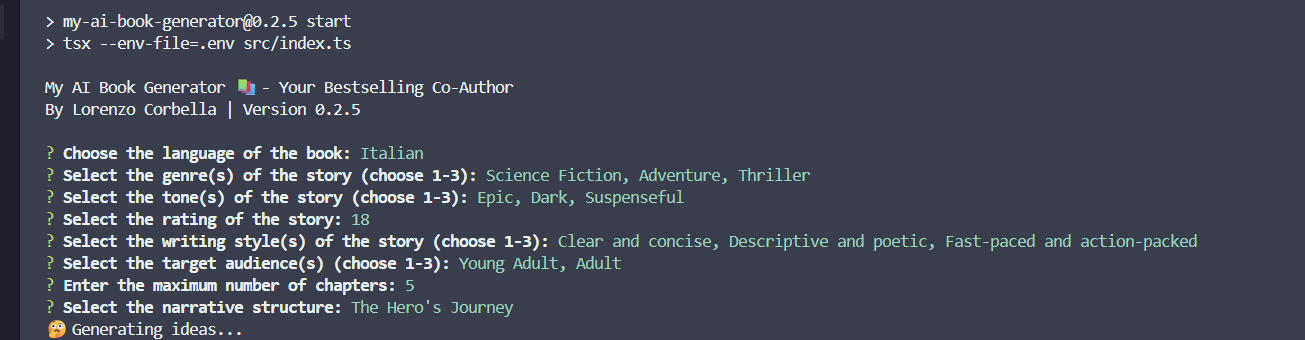 > my-ai-book-generator@0.2.5 start
> tsx --env-file=.env src/index.ts
My AI Book Generator 📚 - Your Bestselling Co-Author
By Lorenzo Corbella | Version 0.2.5
? Choose the language of the book: Italian
? Select the genre(s) of the story (choose 1-3): Science Fiction, Adventure, Thriller
? Select the tone(s) of the story (choose 1-3): Epic, Dark, Suspenseful
? Select the rating of the story: 18
? Select the writing style(s) of the story (choose 1-3): Clear and concise, Descriptive and poetic, Fast-paced and action-packed
? Select the target audience(s) (choose 1-3): Young Adult, Adult
? Enter the maximum number of chapters: 5
? Select the narrative structure: The Hero's Journey
🤔 Generating ideas...